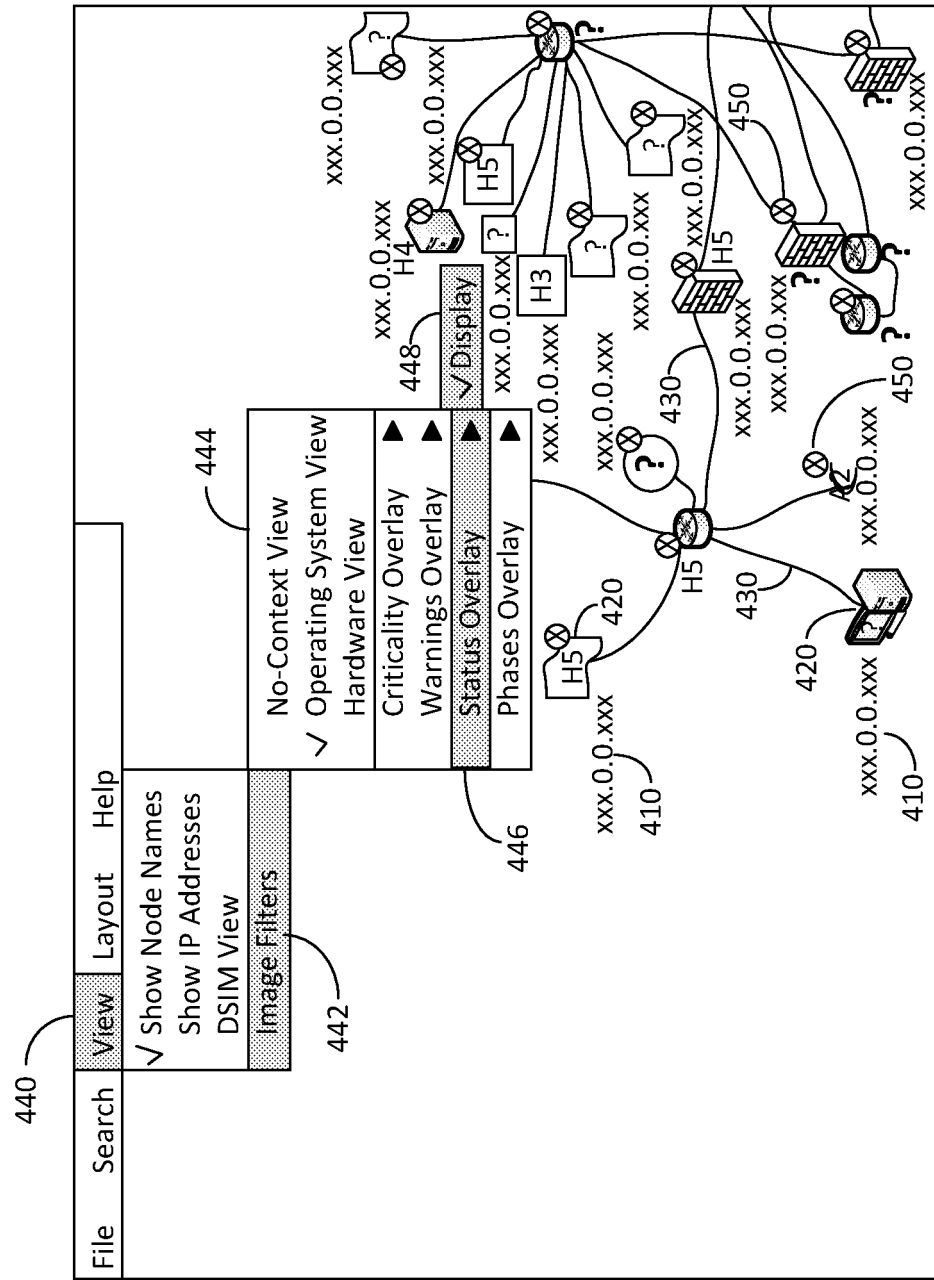 440
File Search View Layout Help
✓ Show Node Names
Show IP Addresses
DSIM View
Image Filters
442
444
No-Context View
✓ Operating System View
Hardware View
Criticality Overlay ▶
Warnings Overlay ▶
Status Overlay ▶
Phases Overlay ▶
446
448
✓ Display
xxx.0.0.xxx
?
xxx.0.0.xxx
H5
xxx.0.0.xxx
H4
?
?
xxx.0.0.xxx
H3
xxx.0.0.xxx
?
xxx.0.0.xxx
?
xxx.0.0.xxx
xxx.0.0.xxx
H5
xxx.0.0.xxx
430
450
?
xxx.0.0.xxx
?
?
?
xxx.0.0.xxx
xxx.0.0.xxx
?
H5
H5
420
xxx.0.0.xxx
410
430
450
xxx.0.0.xxx
?
420
xxx.0.0.xxx
410